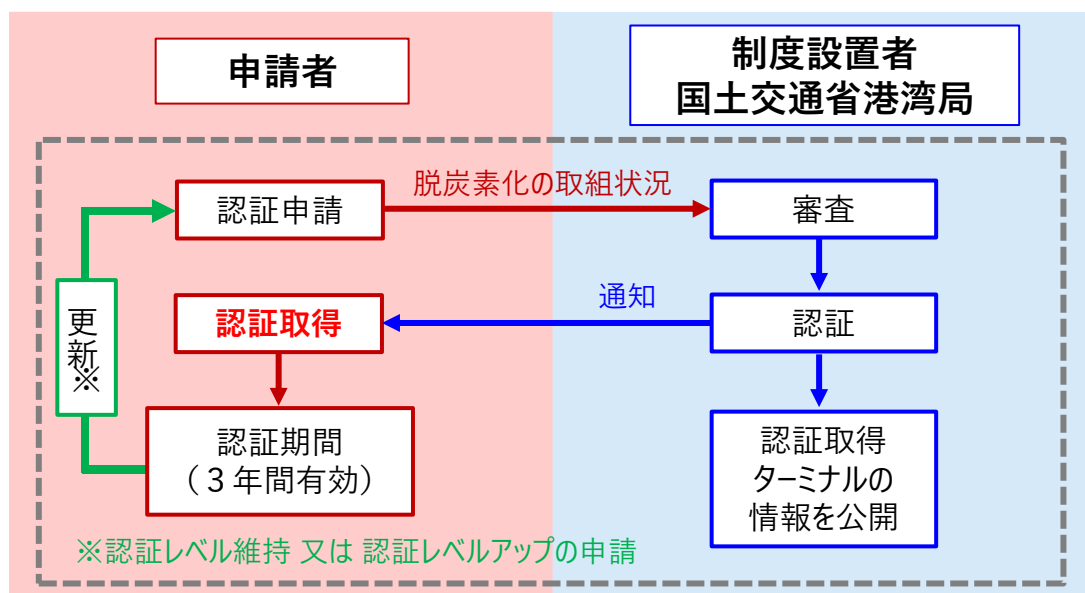 申請者
制度設置者
国土交通省港湾局
脱炭素化の取組状況
認証申請
審査
通知
更新※
認証取得
認証
認証期間
（３年間有効）
認証取得
ターミナルの
情報を公開
※認証レベル維持 又は 認証レベルアップの申請